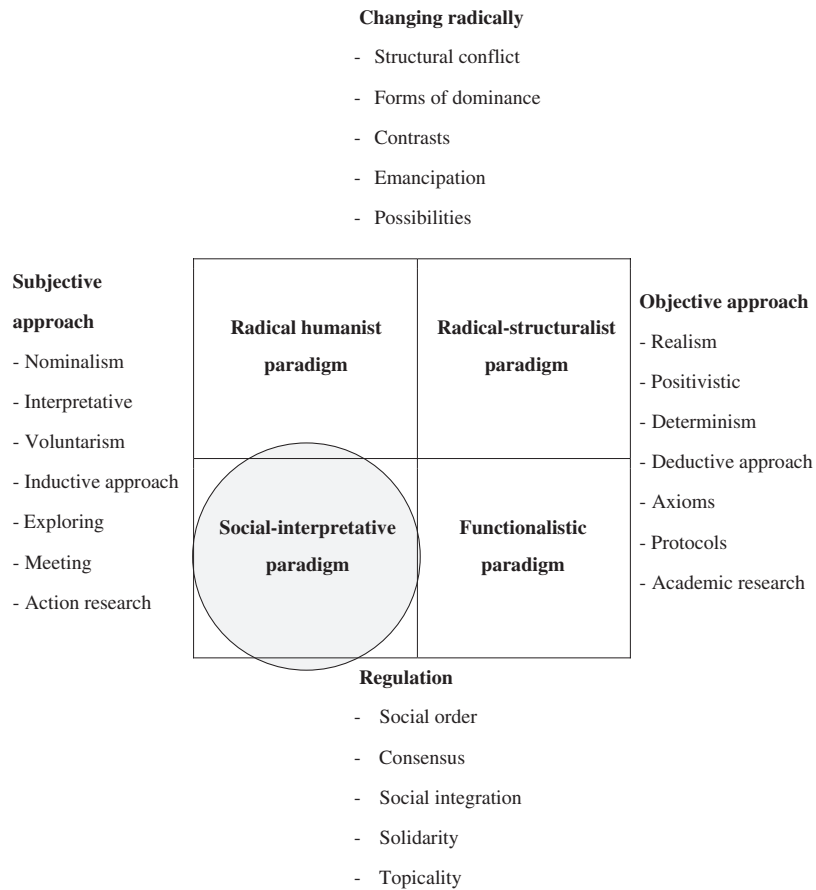 Changing radically
- Structural conflict
- Forms of dominance
- Contrasts
- Emancipation
- Possibilities
Subjective
approach
- Nominalism
- Interpretative
- Voluntarism
- Inductive approach
- Exploring
- Meeting
- Action research
Radical humanist
paradigm
Radical-structuralist
paradigm
Social-interpretative
paradigm
Functionalistic
paradigm
Objective approach
- Realism
- Positivistic
- Determinism
- Deductive approach
- Axioms
- Protocols
- Academic research
Regulation
- Social order
- Consensus
- Social integration
- Solidarity
- Topicality